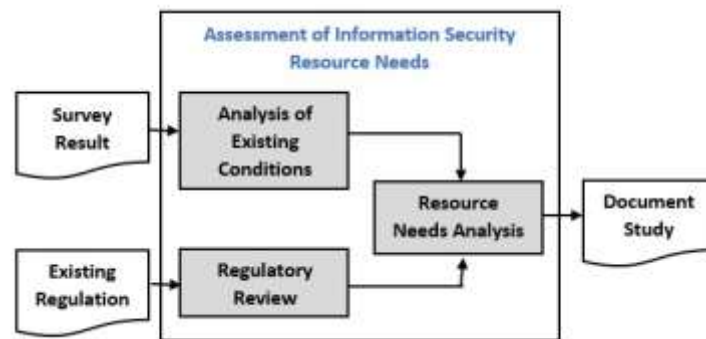 Assessment of Information Security
Resource Needs
Survey
Result
Analysis of
Existing
Conditions
Resource
Needs Analysis
Document
Study
Existing
Regulation
Regulatory
Review